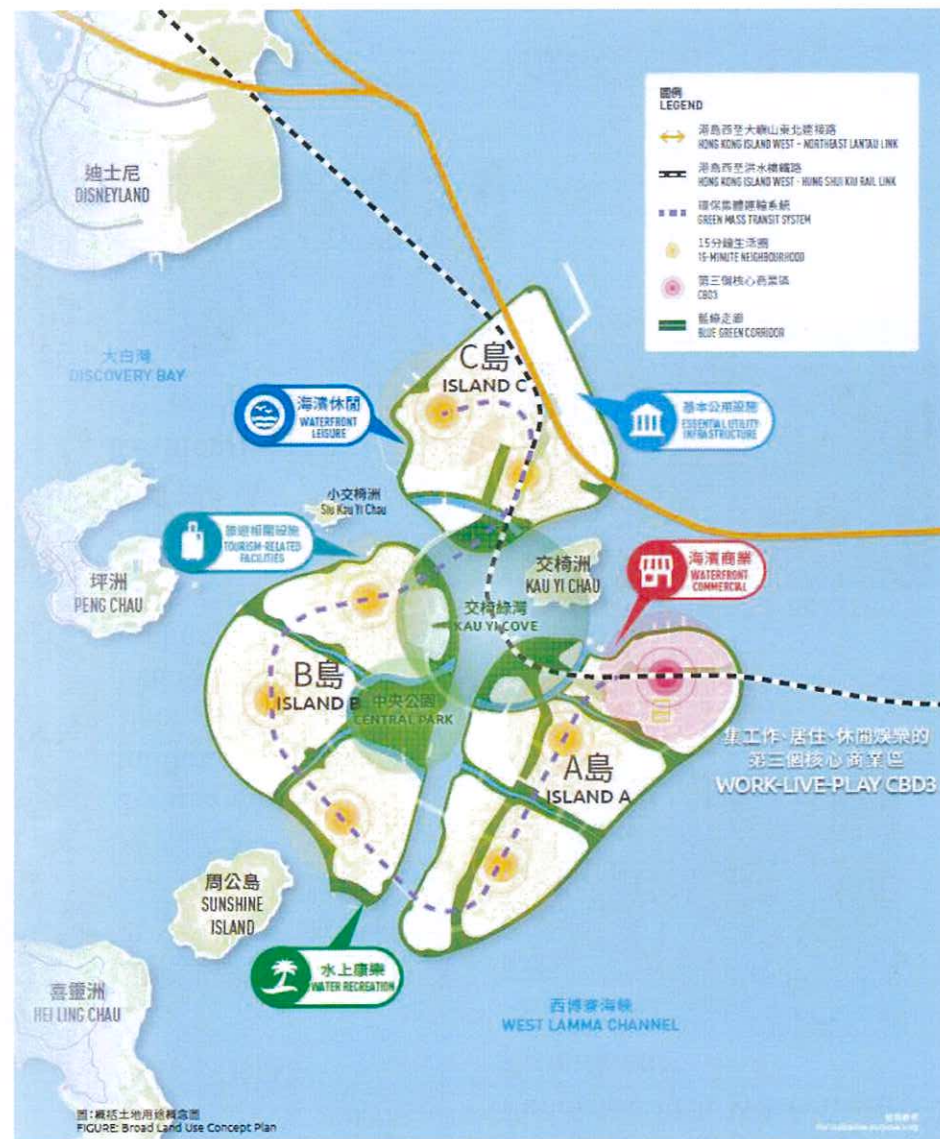 圖例
LEGEND
港島西至大嶼山東北連接路
HONG KONG ISLAND WEST - NORTHEAST LANTAU LINK
港島西至洪水橋鐵路
HONG KONG ISLAND WEST - HUNG SHUI KIU RAIL LINK
環保集體運輸系統
GREEN MASS TRANSIT SYSTEM
15分鐘生活圈
15-MINUTE NEIGHBOURHOOD
第三個核心商業區
CBD3
藍綠走廊
BLUE GREEN CORRIDOR
迪士尼
DISNEYLAND
大白灣
DISCOVERY BAY
C島
ISLAND C
海濱休閒
WATERFRONT
LEISURE
基本公用設施
ESSENTIAL UTILITY
INFRASTRUCTURE
小交椅洲
Siu Kau Yi Chau
旅遊相關設施
TOURISM-RELATED
FACILITIES
交椅洲
KAU YI CHAU
海濱商業
WATERFRONT
COMMERCIAL
坪洲
PENG CHAU
交椅綠灣
KAU YI COVE
B島
ISLAND B
中央公園
CENTRAL PARK
A島
ISLAND A
集工作、居住、休閒娛樂的
第三個核心商業區
WORK-LIVE-PLAY CBD3
周公島
SUNSHINE
ISLAND
水上康樂
WATER RECREATION
喜靈洲
HEI LING CHAU
西博寮海峽
WEST LAMMA CHANNEL
圖：概括土地用途概念圖
FIGURE: Broad Land Use Concept Plan